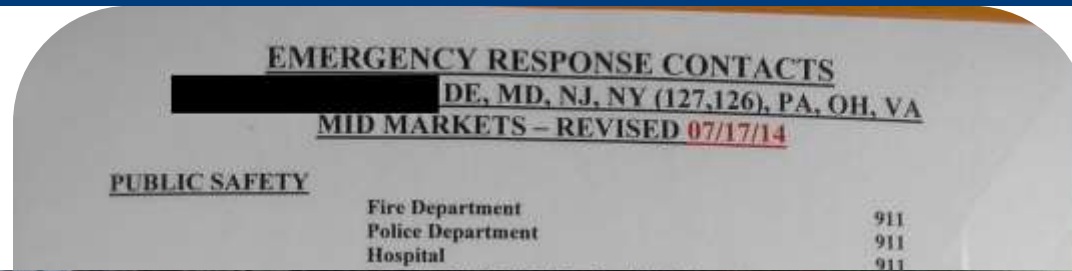 EMERGENCY RESPONSE CONTACTS
DE, MD, NJ, NY (127,126), PA, OH, VA
MID MARKETS – REVISED 07/17/14
PUBLIC SAFETY
Fire Department 911
Police Department 911
Hospital 911